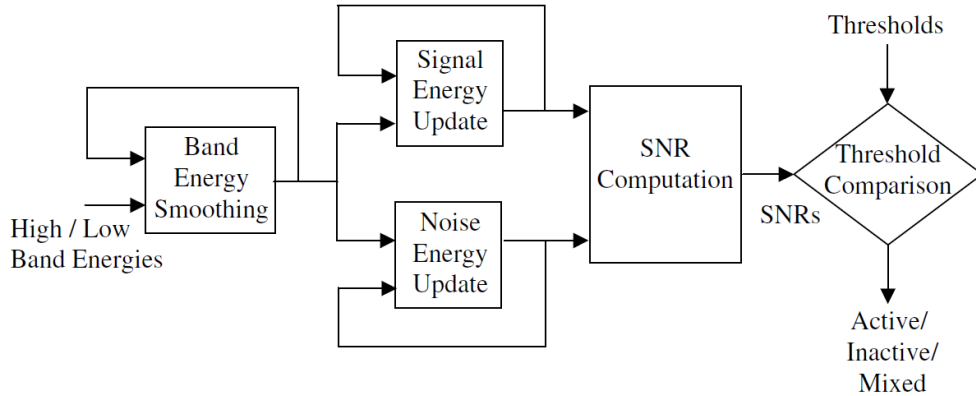 High / Low
Band Energies
Band
Energy
Smoothing
Signal
Energy
Update
Noise
Energy
Update
SNR
Computation
SNRs
Thresholds
Threshold
Comparison
Active/
Inactive/
Mixed